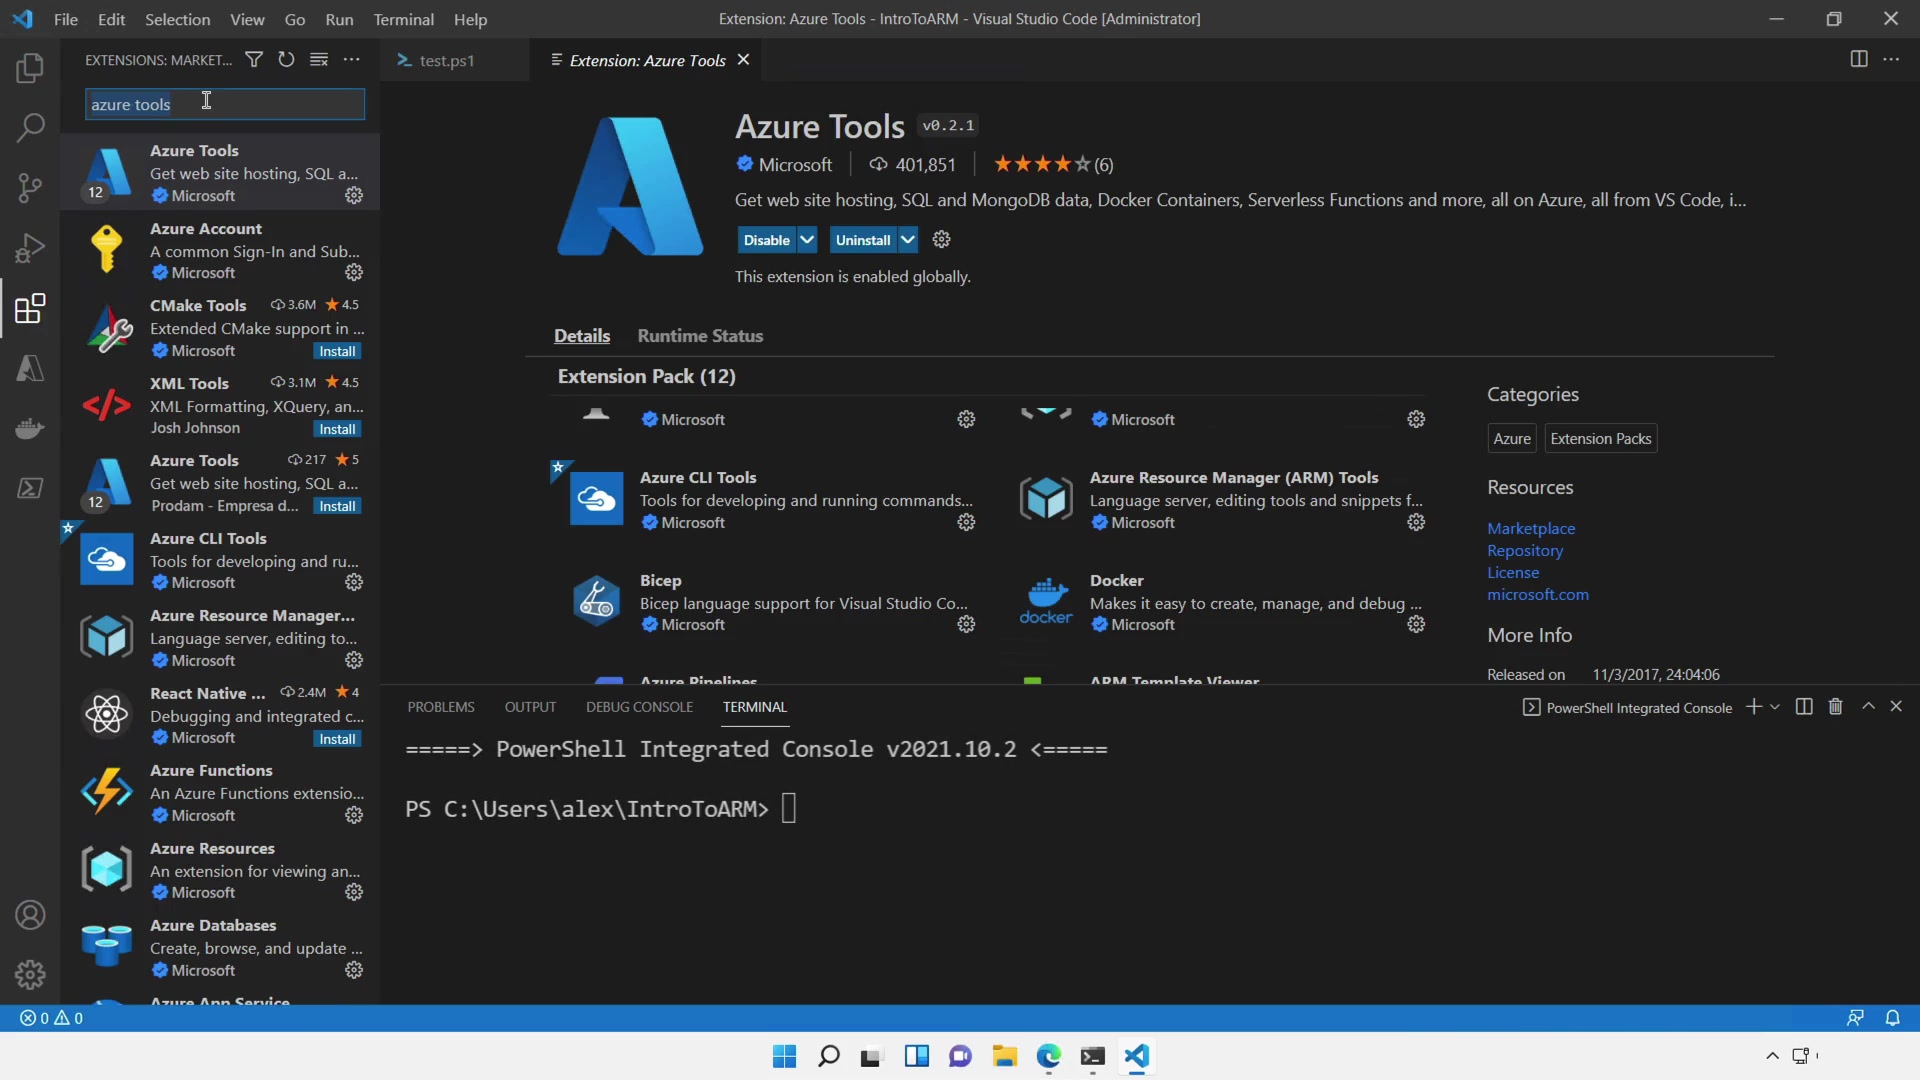 File Edit Selection View Go Run Terminal Help
Extension: Azure Tools - IntroToARM - Visual Studio Code [Administrator]
EXTENSIONS: MARKET...
test.ps1
Extension: Azure Tools
azure tools
Azure Tools
Get web site hosting, SQL a...
12
Microsoft
Azure Account
A common Sign-In and Sub...
Microsoft
CMake Tools 3.6M 4.5
Extended CMake support in ...
Microsoft Install
XML Tools 3.1M 4.5
XML Formatting, XQuery, an...
Josh Johnson Install
Azure Tools 217 5
Get web site hosting, SQL a...
12
Prodam - Empresa d... Install
Azure CLI Tools
Tools for developing and ru...
Microsoft
Azure Resource Manager...
Language server, editing to...
Microsoft
React Native ... 2.4M 4
Debugging and integrated c...
Microsoft Install
Azure Functions
An Azure Functions extensio...
Microsoft
Azure Resources
An extension for viewing an...
Microsoft
Azure Databases
Create, browse, and update ...
Microsoft
Azure App Service
Azure Tools v0.2.1
Microsoft 401,851 (6)
Get web site hosting, SQL and MongoDB data, Docker Containers, Serverless Functions and more, all on Azure, all from VS Code, i...
Disable Uninstall
This extension is enabled globally.
Details Runtime Status
Extension Pack (12)
Microsoft
Microsoft
Azure CLI Tools
Tools for developing and running commands...
Microsoft
Azure Resource Manager (ARM) Tools
Language server, editing tools and snippets f...
Microsoft
Bicep
Bicep language support for Visual Studio Co...
Microsoft
docker
Docker
Makes it easy to create, manage, and debug ...
Microsoft
Azure Pipelines
ARM Template Viewer
Categories
Azure Extension Packs
Resources
Marketplace
Repository
License
microsoft.com
More Info
Released on 11/3/2017, 24:04:06
PROBLEMS OUTPUT DEBUG CONSOLE TERMINAL
PowerShell Integrated Console
=====> PowerShell Integrated Console v2021.10.2 <=====
PS C:\Users\alex\IntroToARM>
0 0